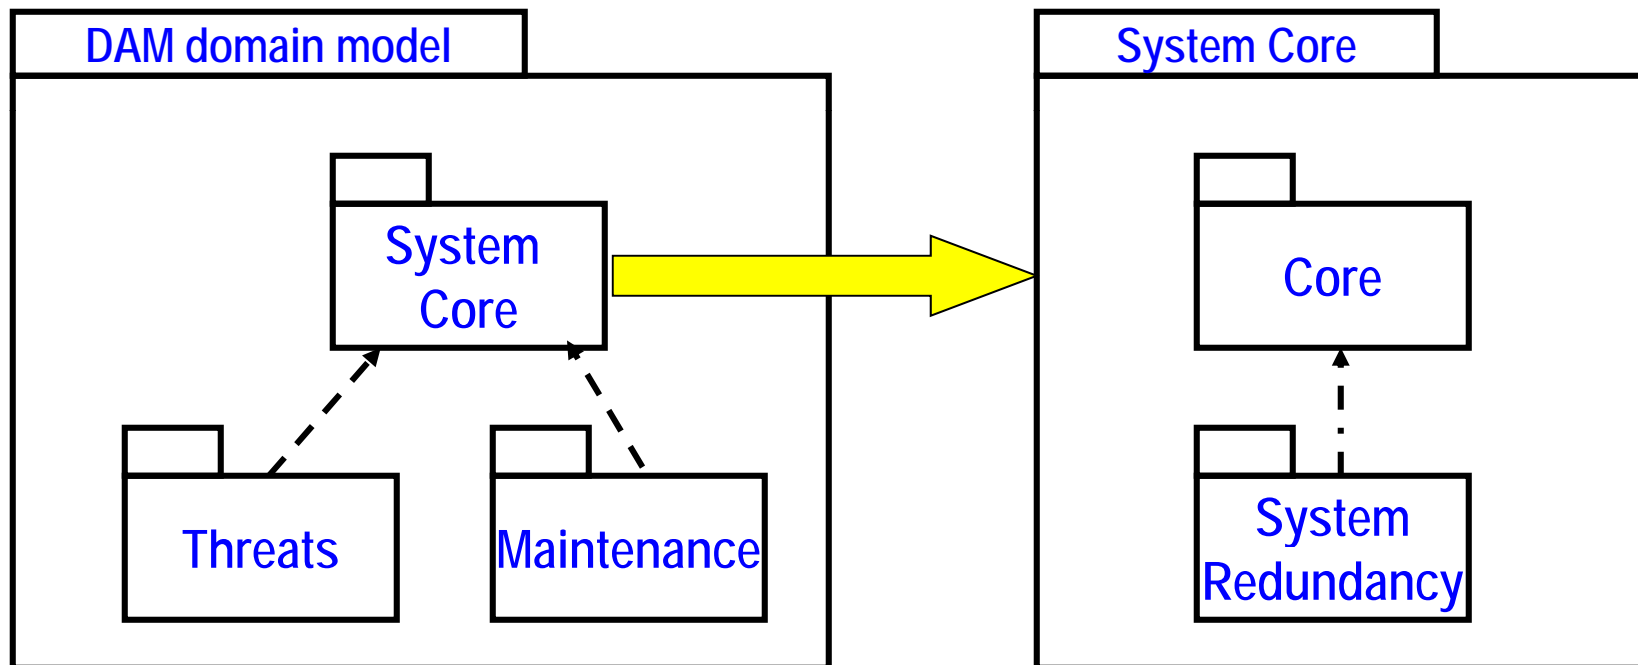 DAM domain model
System
Core
Threats
Maintenance
System Core
Core
System
Redundancy